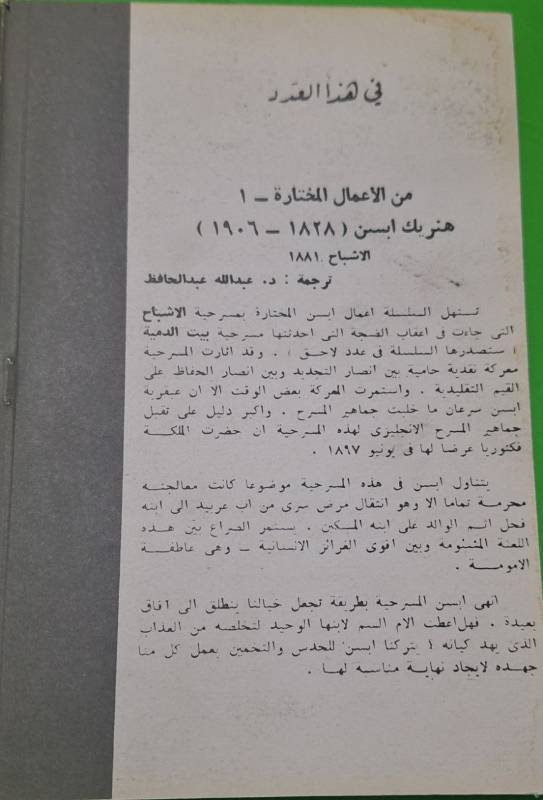 في هذا العدد
من الاعمال المختارة ــ ١
هنريك ابسن ( ١٨٢٨ ــ ١٩٠٦ )
الاشباح ١٨٨١
ترجمة : د. عبدالله عبدالحافظ
تستهل السلسلة اعمال ابسن المختارة بمسرحية الاشباح
التى جاءت فى اعقاب الضجة التى احدثتها مسرحية بيت الدمية
( ستصدرها السلسلة فى عدد لاحق ) . وقد اثارت المسرحية
معركة نقدية حامية بين انصار التجديد وبين انصار الحفاظ على
القيم التقليدية . واستمرت المعركة بعض الوقت الا ان عبقرية
ابسن سرعان ما خلبت جماهير المسرح . واكبر دليل على تقبل
جماهير المسرح الانجليزى لهذه المسرحية ان حضرت الملكة
فكتوريا عرضا لها فى يونيو ١٨٩٧ .
يتناول ابسن فى هذه المسرحية موضوعا كانت معالجته
محرمة تماما الا وهو انتقال مرض سرى من اب عربيد الى ابنه
فحل اثم الوالد على ابنه المسكين . يستمر الصراع بين هذه
اللعنة المشئومة وبين اقوى الغرائز الانسانية ــ وهى عاطفة
الامومة .
انهى ابسن المسرحية بطريقة تجعل خيالنا ينطلق الى آفاق
بعيدة . فهل اعطت الام السم لابنها الوحيد لتخلصه من العذاب
الذى يهد كيانه ؟ يتركنا ابسن للحدس والتخمين يعمل كل منا
جهده لايجاد نهاية مناسبة لها .